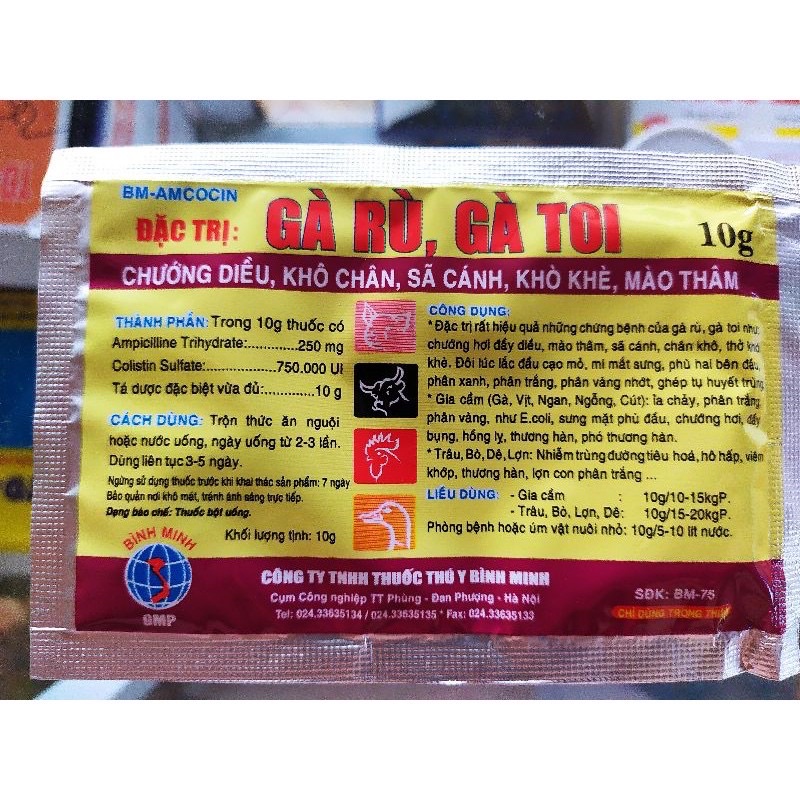 BM-AMCOCIN
ĐẶC TRỊ: GÀ RÙ, GÀ TOI 10g
CHƯỚNG DIỀU, KHÔ CHÂN, SÃ CÁNH, KHÒ KHÈ, MÀO THÂM
THÀNH PHẦN: Trong 10g thuốc có
Ampicilline Trihydrate:............250 mg
Colistin Sulfate:...............750.000 UI
Tá dược đặc biệt vừa đủ:............10 g
CÁCH DÙNG: Trộn thức ăn nguội
hoặc nước uống, ngày uống từ 2-3 lần.
Dùng liên tục 3-5 ngày.
Ngừng sử dụng thuốc trước khi khai thác sản phẩm: 7 ngày
Bảo quản nơi khô mát, tránh ánh sáng trực tiếp.
Dạng bào chế: Thuốc bột uống.
Khối lượng tịnh: 10g
CÔNG DỤNG:
* Đặc trị rất hiệu quả những chứng bệnh của gà rù, gà toi như:
chướng hơi đầy diều, mào thâm, sã cánh, chân khô, thở khò
khè. Đôi lúc lắc đầu cạo mỏ, mi mắt sưng, phù hai bên đầu,
phân xanh, phân trắng, phân vàng nhớt, ghép tụ huyết trùng
* Gia cầm (Gà, Vịt, Ngan, Ngỗng, Cút): ỉa chảy, phân trắng,
phân vàng, như E.coli, sưng mặt phù đầu, chướng hơi, đầy
bụng, hồng lỵ, thương hàn, phó thương hàn.
* Trâu, Bò, Dê, Lợn: Nhiễm trùng đường tiêu hoá, hô hấp, viêm
khớp, thương hàn, lợn con phân trắng ...
LIỀU DÙNG: - Gia cầm : 10g/10-15kgP.
- Trâu, Bò, Lợn, Dê: 10g/15-20kgP.
Phòng bệnh hoặc úm vật nuôi nhỏ: 10g/5-10 lít nước.
BÌNH MINH
GMP
CÔNG TY TNHH THUỐC THÚ Y BÌNH MINH
Cụm Công nghiệp TT Phùng - Đan Phượng - Hà Nội
Tel: 024.33635134 / 024.33635135 * Fax: 024.33635133
SĐK: BM-75
CHỈ DÙNG TRONG THÚ